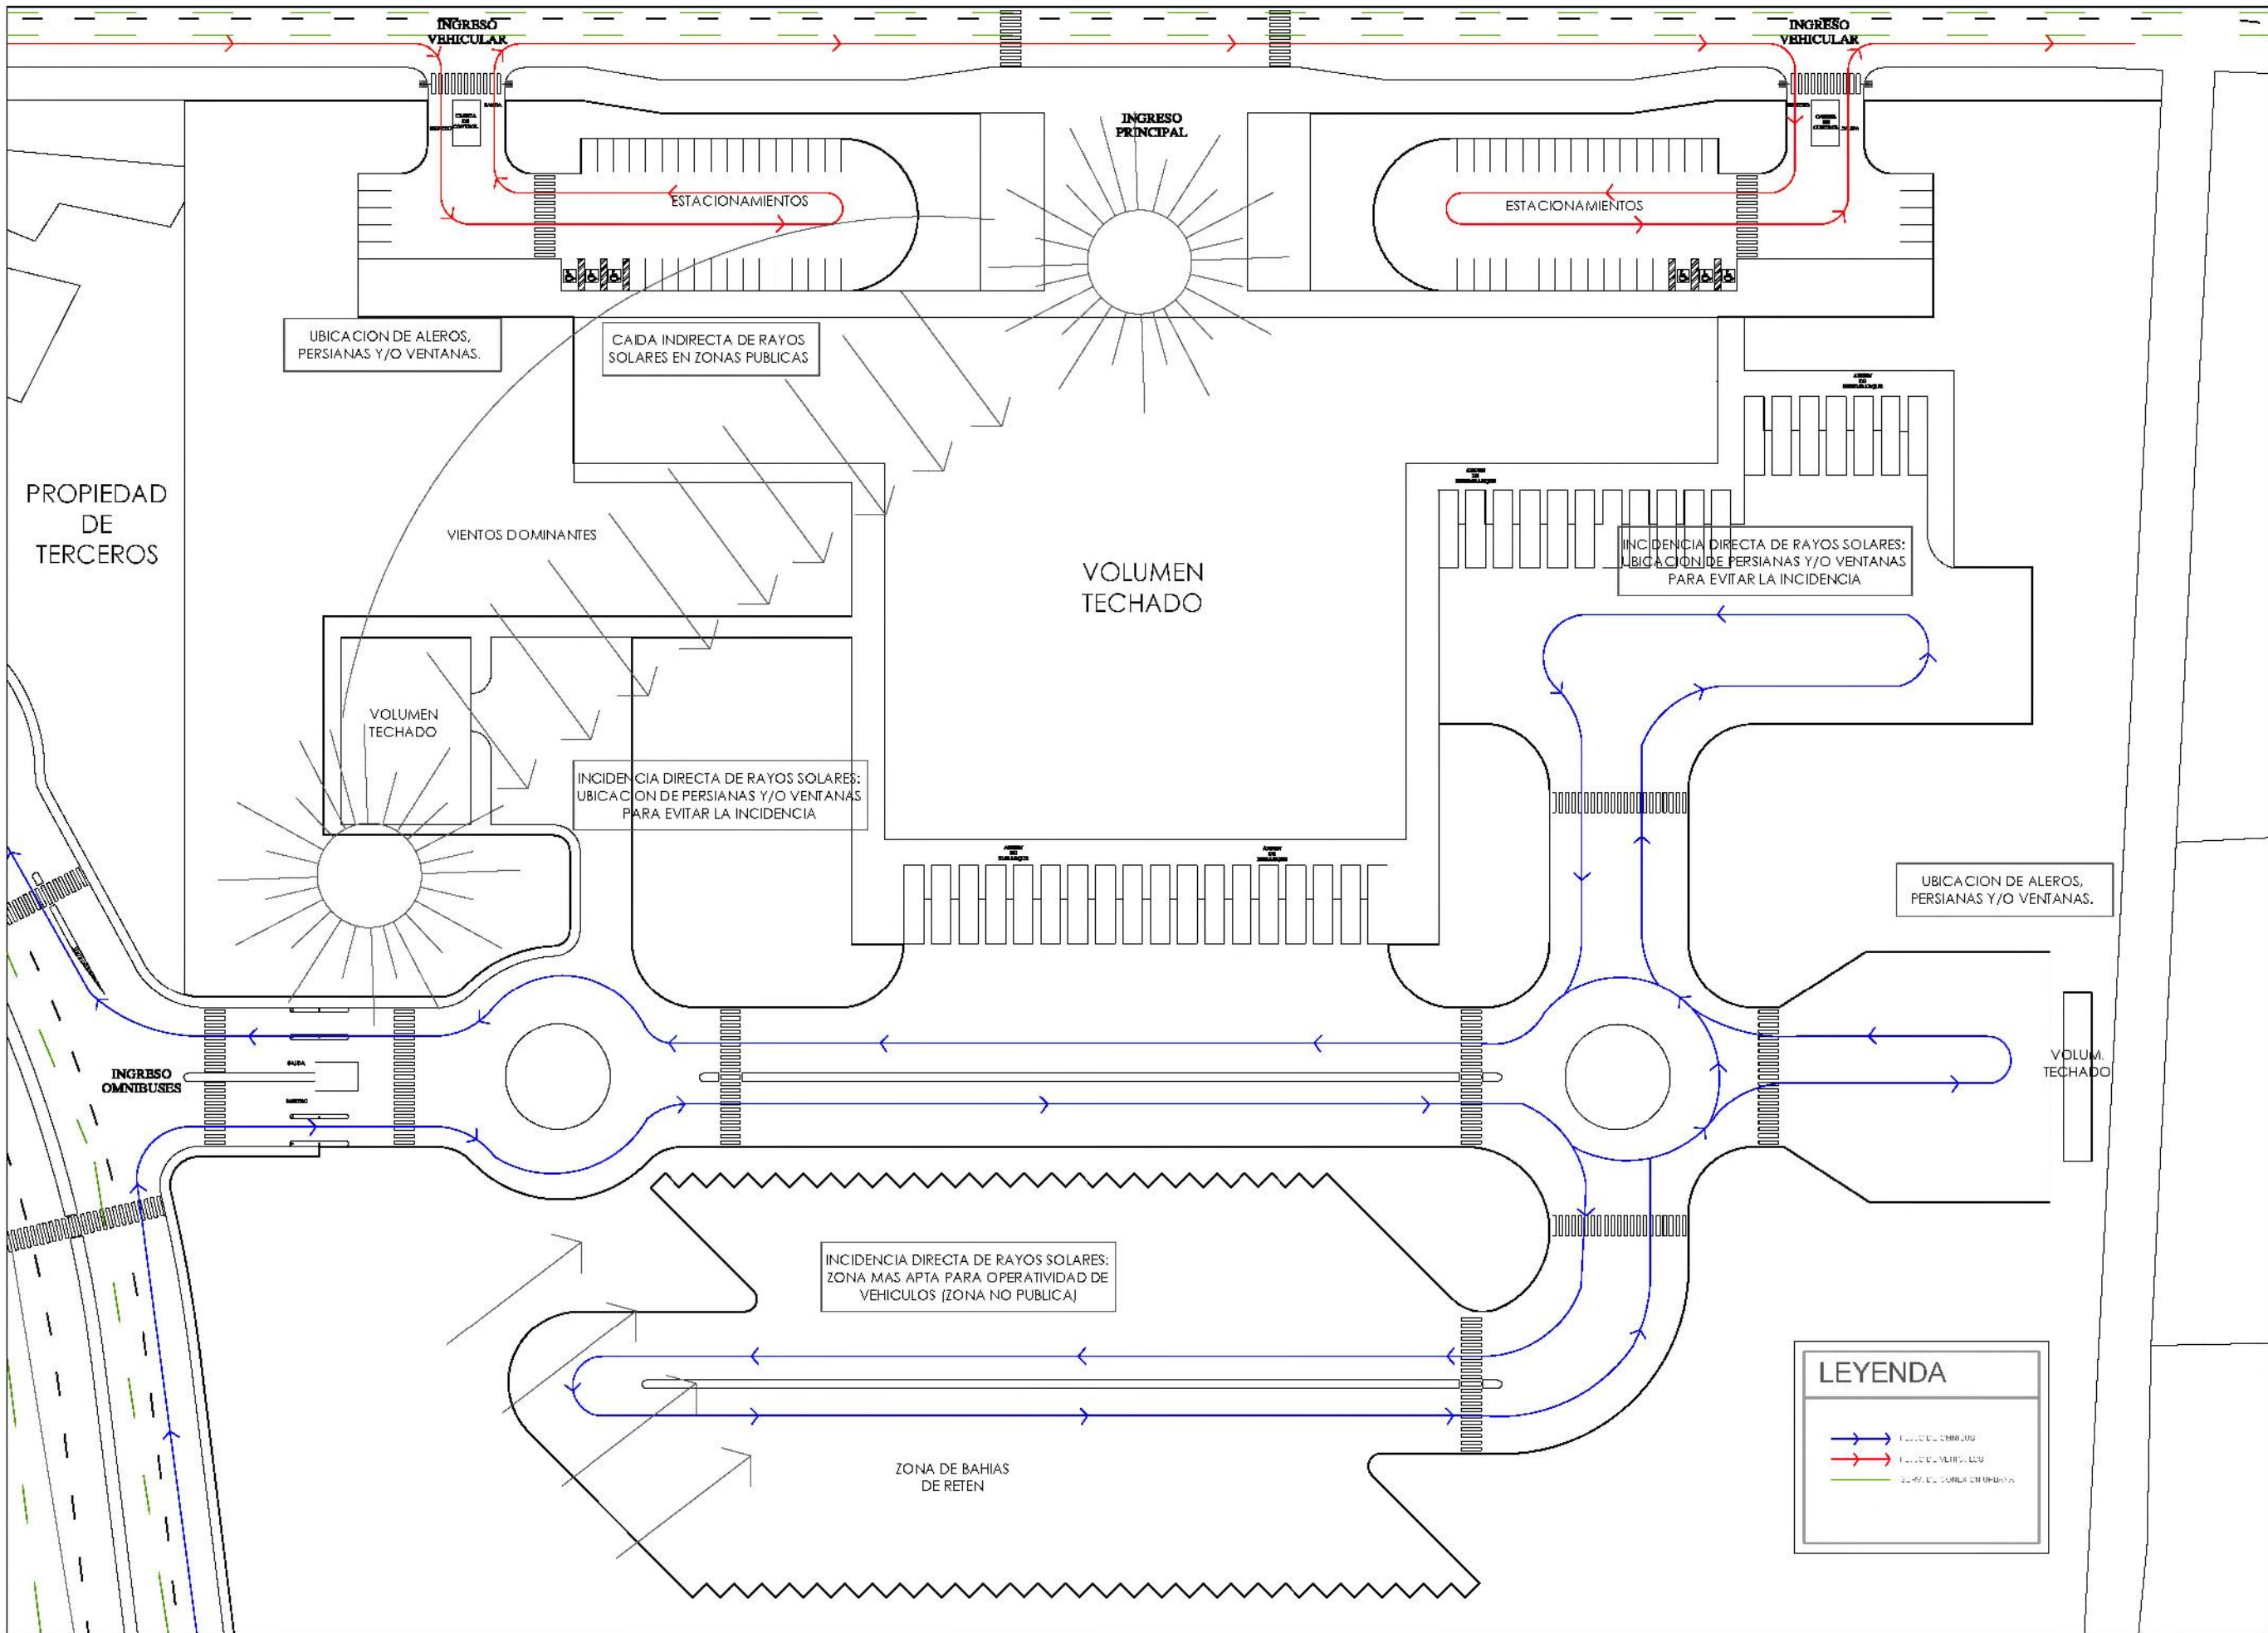 INGRESO
VEHICULAR
INGRESO
VEHICULAR
INGRESO
PRINCIPAL
ESTACIONAMIENTOS
ESTACIONAMIENTOS
UBICACION DE ALEROS,
PERSIANAS Y/O VENTANAS.
CAIDA INDIRECTA DE RAYOS
SOLARES EN ZONAS PUBLICAS
PROPIEDAD
DE
TERCEROS
VIENTOS DOMINANTES
VOLUMEN
TECHADO
INCIDENCIA DIRECTA DE RAYOS SOLARES:
UBICACION DE PERSIANAS Y/O VENTANAS
PARA EVITAR LA INCIDENCIA
VOLUMEN
TECHADO
INCIDENCIA DIRECTA DE RAYOS SOLARES:
UBICACION DE PERSIANAS Y/O VENTANAS
PARA EVITAR LA INCIDENCIA
UBICACION DE ALEROS,
PERSIANAS Y/O VENTANAS.
INGRESO
OMNIBUSES
VOLUM.
TECHADO
INCIDENCIA DIRECTA DE RAYOS SOLARES:
ZONA MAS APTA PARA OPERATIVIDAD DE
VEHICULOS (ZONA NO PUBLICA)
ZONA DE BAHIAS
DE RETEN
LEYENDA